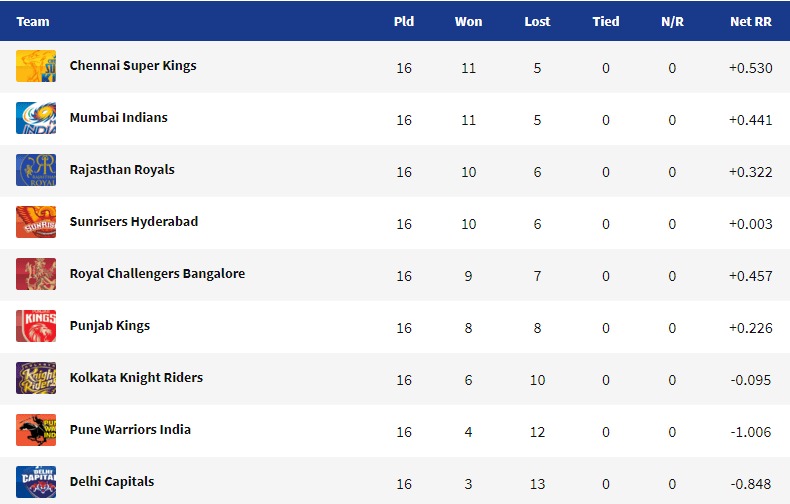 Team Pld Won Lost Tied N/R Net RR
Chennai Super Kings 16 11 5 0 0 +0.530
Mumbai Indians 16 11 5 0 0 +0.441
Rajasthan Royals 16 10 6 0 0 +0.322
Sunrisers Hyderabad 16 10 6 0 0 +0.003
Royal Challengers Bangalore 16 9 7 0 0 +0.457
Punjab Kings 16 8 8 0 0 +0.226
Kolkata Knight Riders 16 6 10 0 0 -0.095
Pune Warriors India 16 4 12 0 0 -1.006
Delhi Capitals 16 3 13 0 0 -0.848